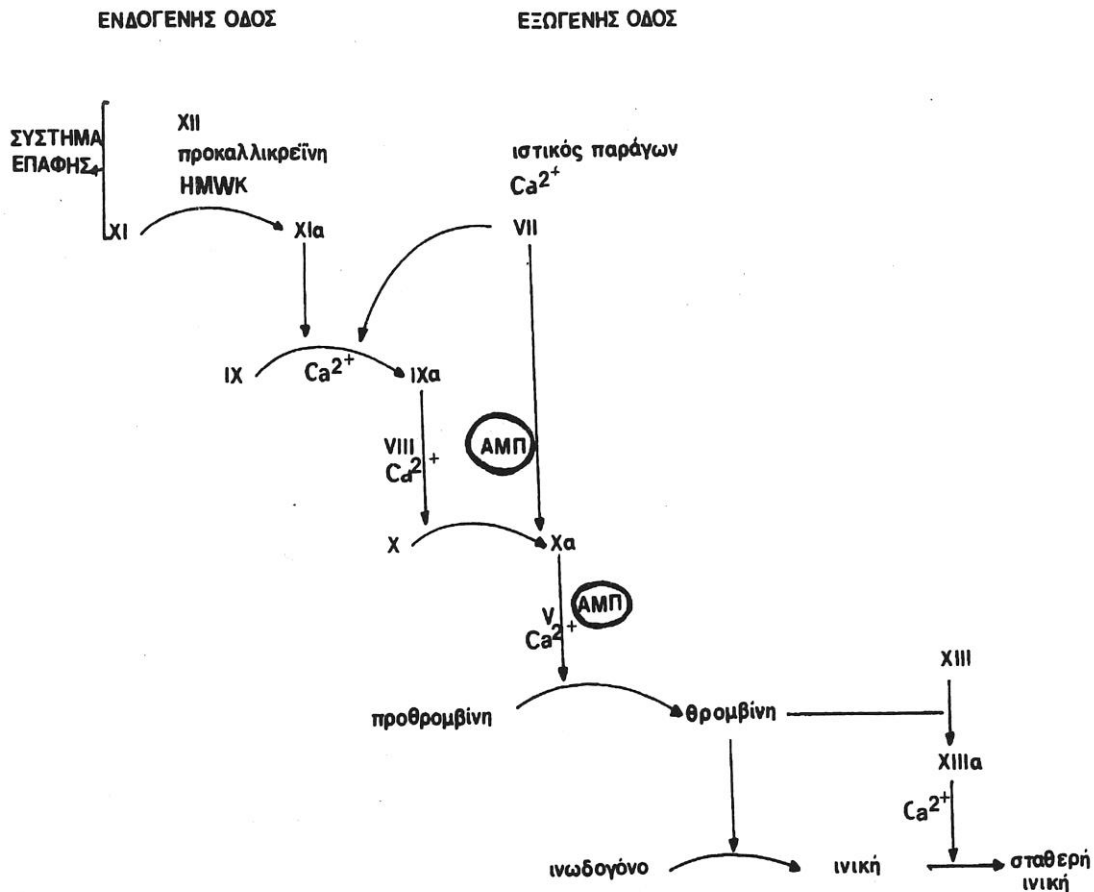 ΕΝΔΟΓΕΝΗΣ ΟΔΟΣ
ΕΞΩΓΕΝΗΣ ΟΔΟΣ
ΣΥΣΤΗΜΑ
ΕΠΑΦΗΣ
XII
προκαλλικρεΐνη
HMWK
XI
XIa
ιστικός παράγων
Ca2+
VII
IX
Ca2+
IXa
VIII
Ca2+
ΑΜΠ
X
Xa
V
Ca2+
ΑΜΠ
XIII
προθρομβίνη
θρομβίνη
XIIIa
Ca2+
ινωδογόνο
ινική
σταθερή
ινική